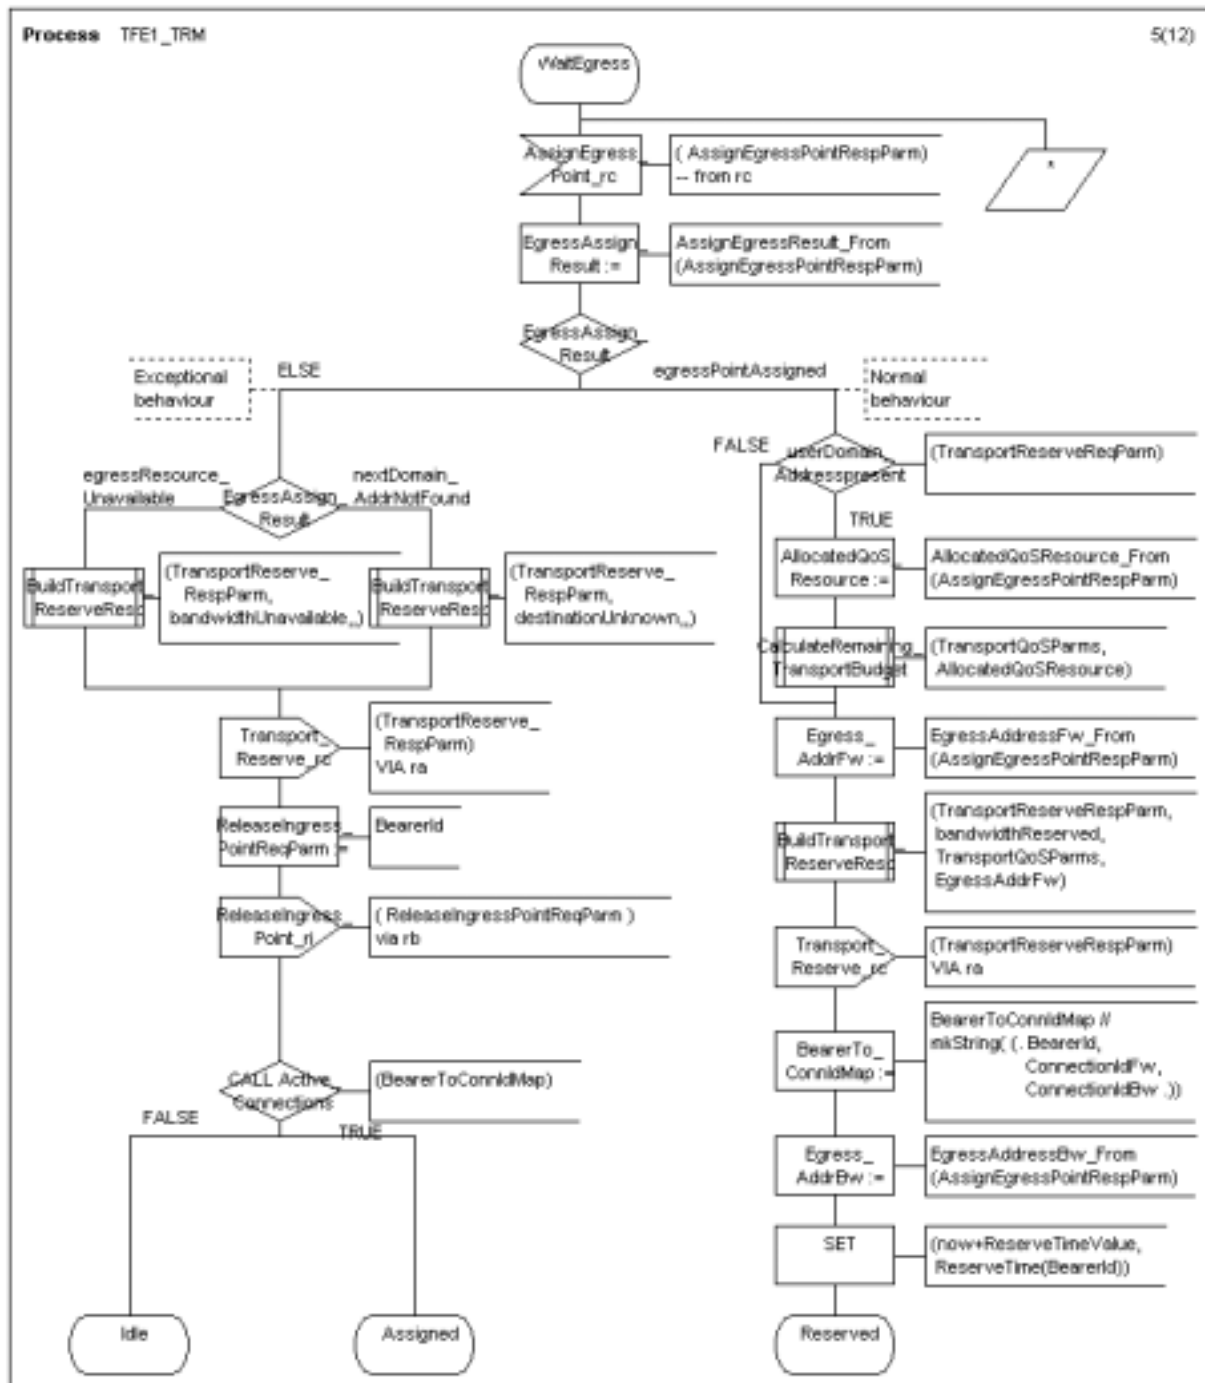 Process TFE1_TRM 5(12)
WaitEgress
AssignEgress_
Point_rc
( AssignEgressPointRespParm)
-- from rc
*
EgressAssign_
Result :=
AssignEgressResult_From
(AssignEgressPointRespParm)
EgressAssign_
Result
Exceptional
behaviour
ELSE
egressPointAssigned
Normal
behaviour
egressResource_
Unavailable
EgressAssign_
Result
nextDomain_
AddrNotFound
BuildTransport_
ReserveResp
(TransportReserve_
RespParm,
bandwidthUnavailable,,)
BuildTransport_
ReserveResp
(TransportReserve_
RespParm,
destinationUnknown,,)
Transport_
Reserve_rc
(TransportReserve_
RespParm)
VIA ra
ReleaseIngress_
PointReqParm :=
BearerId
ReleaseIngress_
Point_ri
( ReleaseIngressPointReqParm )
via rb
CALL Active_
Connections
(BearerToConnIdMap)
FALSE
TRUE
Idle
Assigned
FALSE
userDomain_
Addresspresent
(TransportReserveReqParm)
TRUE
AllocatedQoS_
Resource :=
AllocatedQoSResource_From
(AssignEgressPointRespParm)
CalculateRemaining_
TransportBudget
(TransportQoSParms,
AllocatedQoSResource)
Egress_
AddrFw :=
EgressAddressFw_From
(AssignEgressPointRespParm)
BuildTransport_
ReserveResp
(TransportReserveRespParm,
bandwidthReserved,
TransportQoSParms,
EgressAddrFw)
Transport_
Reserve_rc
(TransportReserveRespParm)
VIA ra
BearerTo_
ConnIdMap :=
BearerToConnIdMap //
mkString( (. BearerId,
ConnectionIdFw,
ConnectionIdBw .))
Egress_
AddrBw :=
EgressAddressBw_From
(AssignEgressPointRespParm)
SET
(now+ReserveTimeValue,
ReserveTime(BearerId))
Reserved